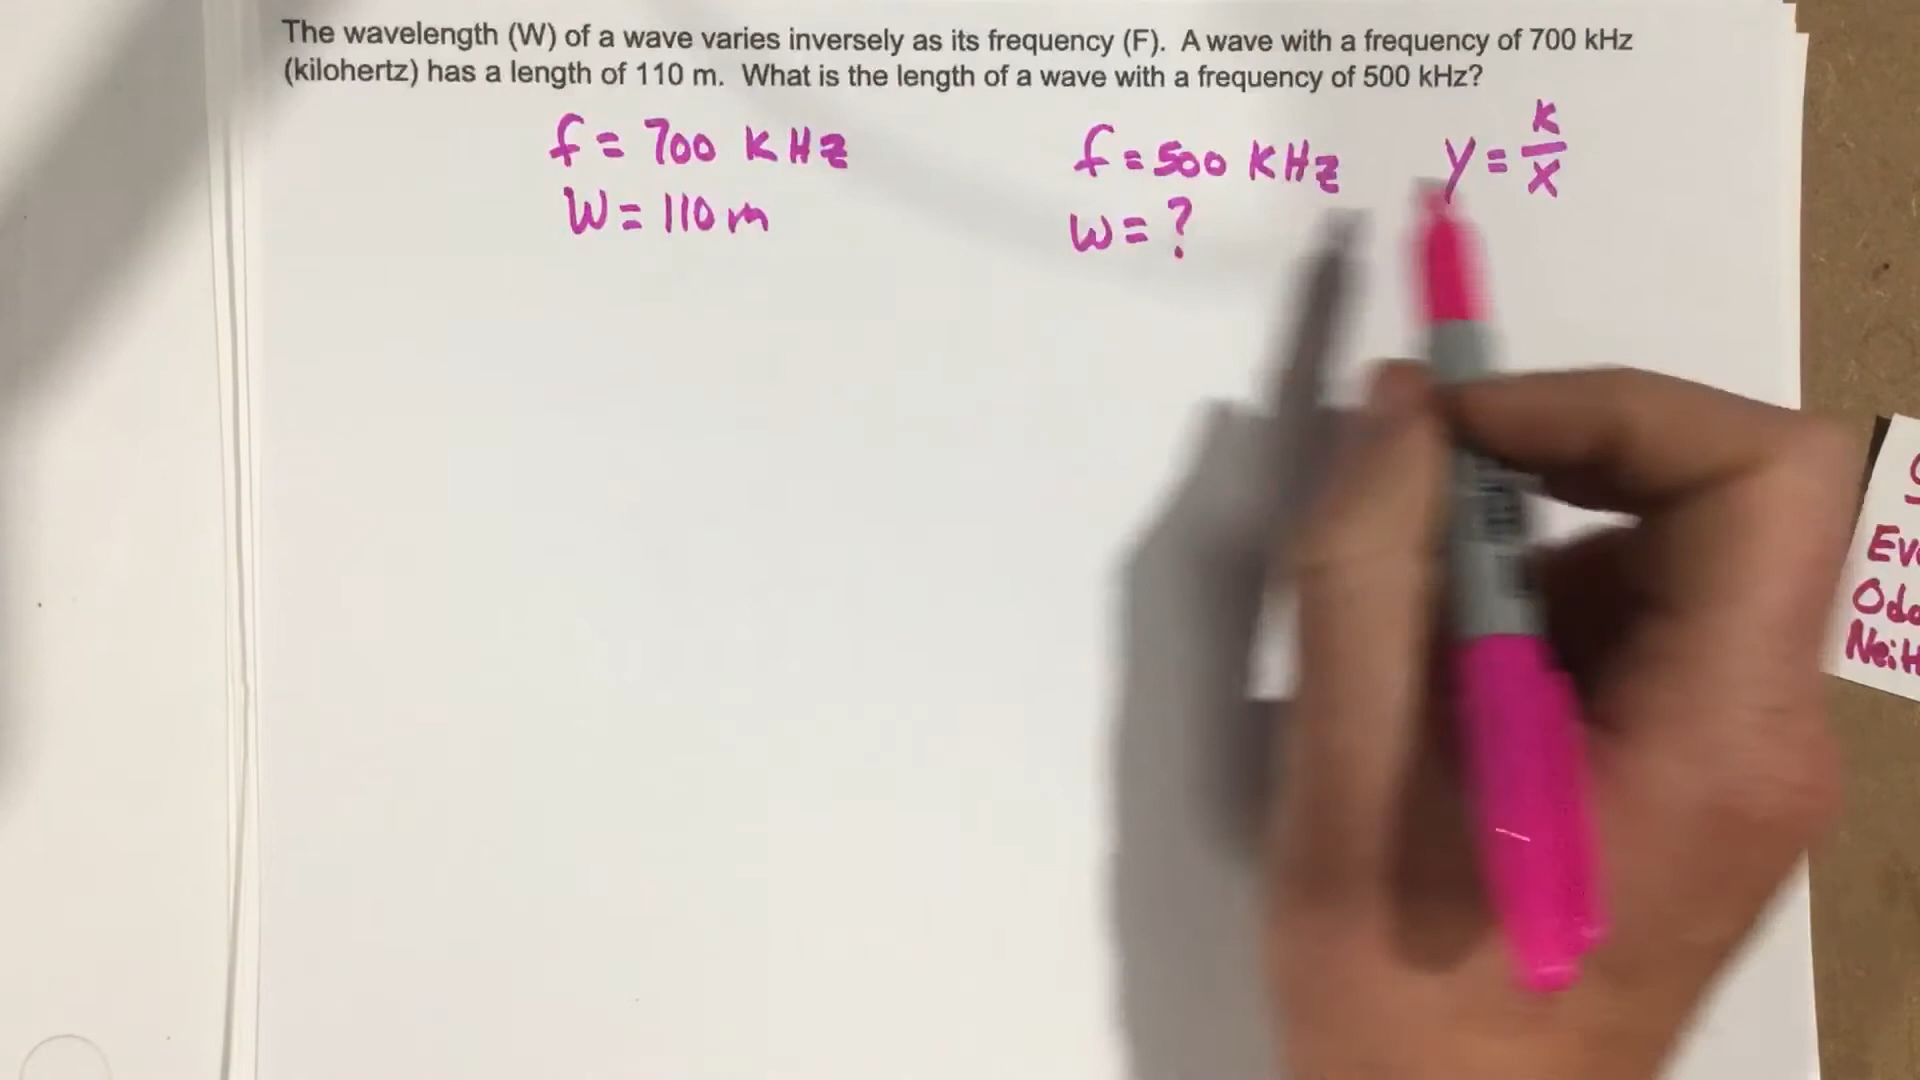 The wavelength (W) of a wave varies inversely as its frequency (F). A wave with a frequency of 700 kHz
(kilohertz) has a length of 110 m. What is the length of a wave with a frequency of 500 kHz?
f = 700 KHz
W = 110 m
f = 500 KHz
W = ?
y = k/x